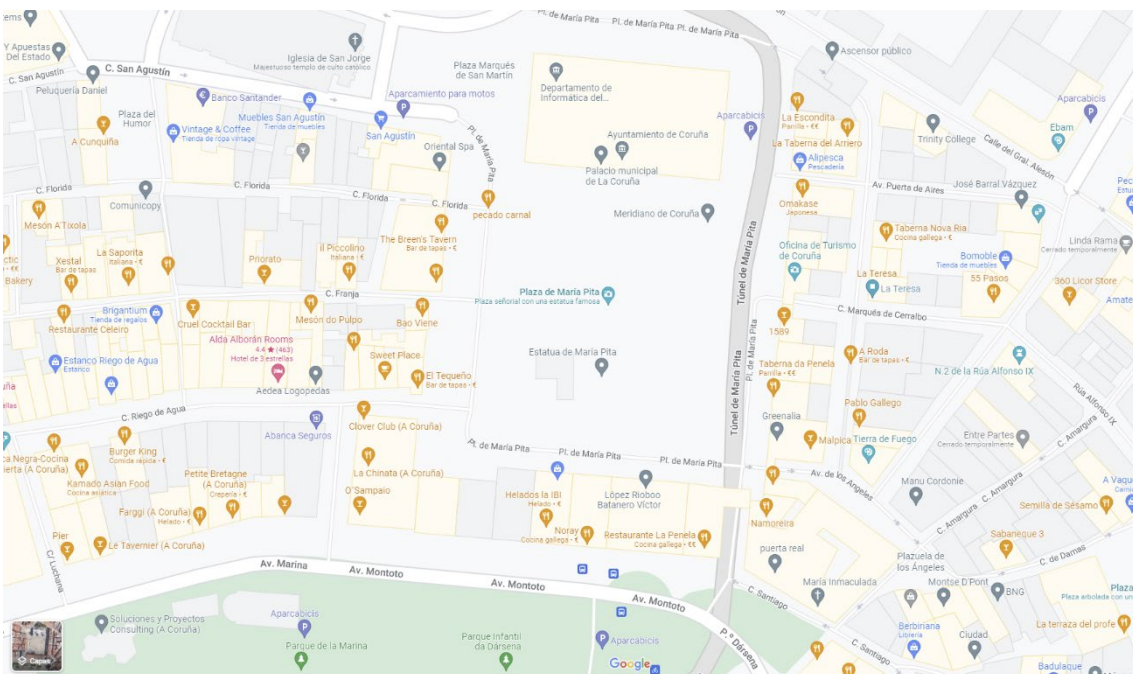 Pl. de María Pita
Pl. de María Pita
Pl. de María Pita
Y Apuestas
Del Estado
Iglesia de San Jorge
Majestuoso templo de culto católico
Plaza Marqués
de San Martín
Ascensor público
C. San Agustín
C. San Agustín
Peluquería Daniel
Departamento de
Informática del...
Banco Santander
Aparcamiento para motos
Aparcabicis
Aparcabicis
Plaza del
Humor
Muebles San Agustín
Tienda de muebles
La Escondita
Parrilla · €€
Ebam
A Cunquiña
Vintage & Coffee
Tienda de ropa vintage
San Agustín
Pl. de María Pita
Ayuntamiento de Coruña
La Taberna del Arriero
Trinity College
Calle del Gral. Alesón
Oriental Spa
Alipesca
Pescadería
Palacio municipal
de La Coruña
C. Florida
C. Florida
C. Florida
C. Florida
Av. Puerta de Aires
José Barral Vázquez
Comunicopy
Omakase
Japonesa
pecado carnal
Meridiano de Coruña
Mesón A'Tixola
Taberna Nova Ria
Cocina gallega · €
The Breen's Tavern
Bar de tapas · €
Oficina de Turismo
de Coruña
Linda Rama
Cerrado temporalmente
Túnel de María Pita
La Saporita
Italiana · €
il Piccolino
Italiana · €
Xestal
Bar de tapas
Priorato
Bomoble
Tienda de muebles
La Teresa
La Teresa
55 Pasos
360 Licor Store
Bakery
C. Franja
Plaza de María Pita
Plaza señorial con una estatua famosa
C. Marqués de Cerralbo
Brigantium
Tienda de regalos
Restaurante Celeiro
Cruel Cocktail Bar
Mesón do Pulpo
Bao Viene
1589
Alda Alborán Rooms
4.4 ★ (463)
Hotel de 3 estrellas
Pl. de María Pita
Estanco Riego de Agua
Estanco
Sweet Place
Estatua de María Pita
A Roda
Bar de tapas · €
Taberna da Penela
Parrilla · €€
N 2 de la Rúa Alfonso IX
El Tequeño
Bar de tapas · €
Aedea Logopedas
Rúa Alfonso IX
Pablo Gallego
C. Riego de Agua
Túnel de María Pita
Greenalia
Clover Club (A Coruña)
Abanca Seguros
Malpica
Tierra de Fuego
Entre Partes
Cerrado temporalmente
C. Amargura
Pl. de María Pita
Pl. de María Pita
Pl. de María Pita
Burger King
Comida rápida · €
Av. de los Angeles
La Chinata (A Coruña)
Petite Bretagne
(A Coruña)
Crepería · €
Kamado Asian Food
Cocina asiática
Manu Cordonie
C. Amargura
O´Sampaio
Helados la IBI
Helado · €
López Rioboo
Batanero Víctor
Semilla de Sésamo
Farggi (A Coruña)
Helado · €
Namoreira
C. Amargura
Noray
Cocina gallega · €
Restaurante La Penela
Cocina gallega · €€
Sabaneque 3
Pier
Le Tavernier (A Coruña)
puerta real
Plazuela de
los Ángeles
C. de Damas
C/ Luchana
Av. Marina
Av. Montoto
Av. Montoto
Av. Montoto
María Inmaculada
Montse D'Pont
BNG
C. Santiago
Soluciones y Proyectos
Consulting (A Coruña)
Aparcabicis
Berbiriana
Librería
La terraza del profe
Parque de la Marina
Parque Infantil
da Dársena
Aparcabicis
P.º Dársena
Ciudad
C. Santiago
Capas
Google
Badulaque